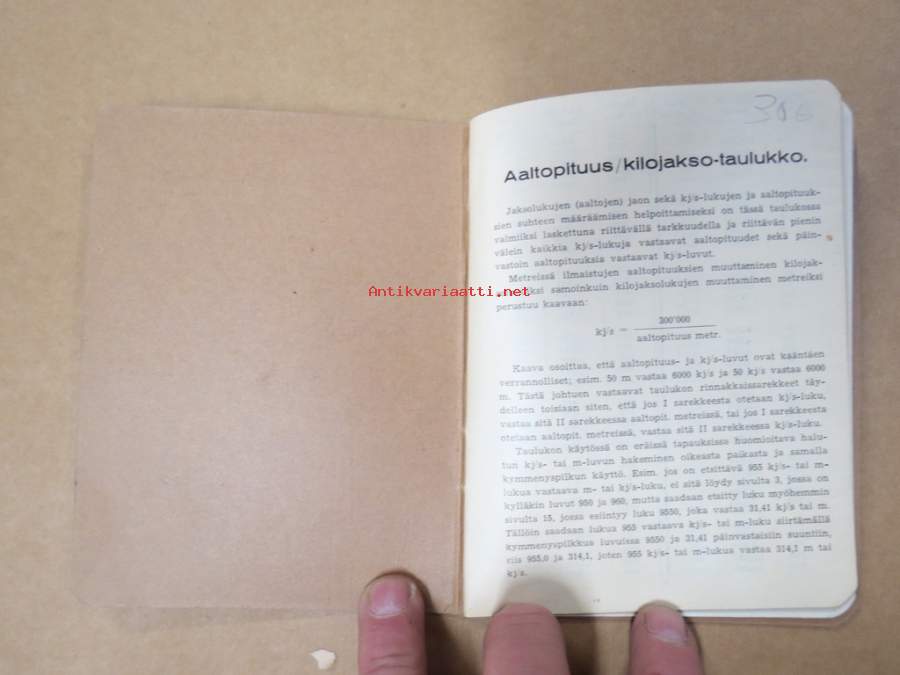 306
Aaltopituus/kilojakso-taulukko.
Jaksolukujen (aaltojen) jaon sekä kj/s-lukujen ja aaltopituuk-
sien suhteen määräämisen helpoittamiseksi on tässä taulukossa
valmiiksi laskettuna riittävällä tarkkuudella ja riittävän pienin
välein kaikkia kj/s-lukuja vastaavat aaltopituudet sekä päin-
vastoin aaltopituuksia vastaavat kj/s-luvut.
Metreissä ilmaistujen aaltopituuksien muuttaminen kilojak-
Antikvariaatti.net
soiksi samoinkuin kilojaksolukujen muuttaminen metreiksi
perustuu kaavaan:
kj/s = 300'000
aaltopituus metr.
Kaava osoittaa, että aaltopituus- ja kj/s-luvut ovat kääntäen
verrannolliset; esim. 50 m vastaa 6000 kj/s ja 50 kj/s vastaa 6000
m. Tästä johtuen vastaavat taulukon rinnakkaissarekkeet täy-
delleen toisiaan siten, että jos I sarekkeesta otetaan kj/s-luku,
vastaa sitä II sarekkeessa aaltopit. metreissä, tai jos I sarekkeesta
otetaan aaltopit. metreissä, vastaa sitä II sarekkeessa kj/s-luku.
Taulukon käytössä on eräissä tapauksissa huomioitava halu-
tun kj/s- tai m-luvun hakeminen oikeasta paikasta ja samalla
kymmenyspilkun käyttö. Esim. jos on etsittävä 955 kj/s- tai m-
lukua vastaava m- tai kj/s-luku, ei sitä löydy sivulta 3, jossa on
kylläkin luvut 950 ja 960, mutta saadaan etsitty luku myöhemmin
sivulta 15, jossa esiintyy luku 9550, joka vastaa 31,41 kj/s tai m.
Tällöin saadaan lukua 955 vastaava kj/s- tai m-luku siirtämällä
kymmenyspilkkua luvuissa 9550 ja 31,41 päinvastaisiin suuntiin,
siis 955,0 ja 314,1, joten 955 kj/s- tai m-lukua vastaa 314,1 m tai
kj/s.